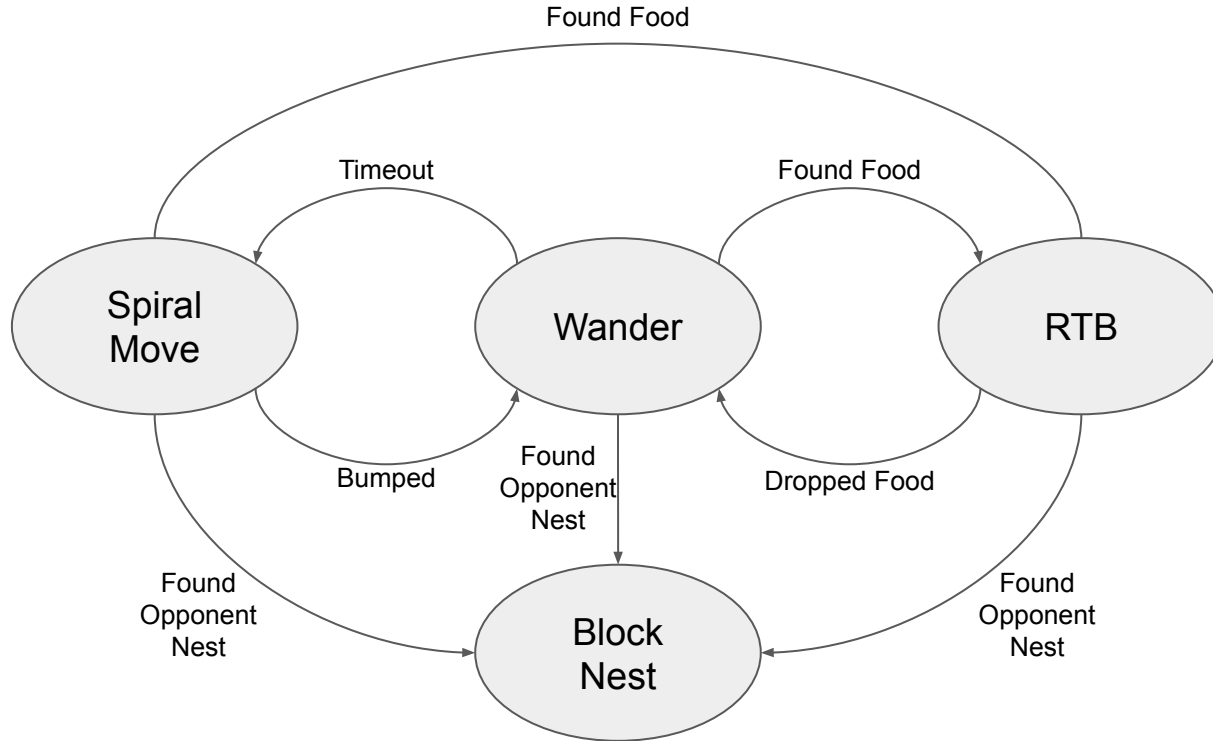 Found Food
Timeout
Found Food
Spiral
Move
Wander
RTB
Bumped
Found
Opponent
Nest
Dropped Food
Found
Opponent
Nest
Found
Opponent
Nest
Block
Nest